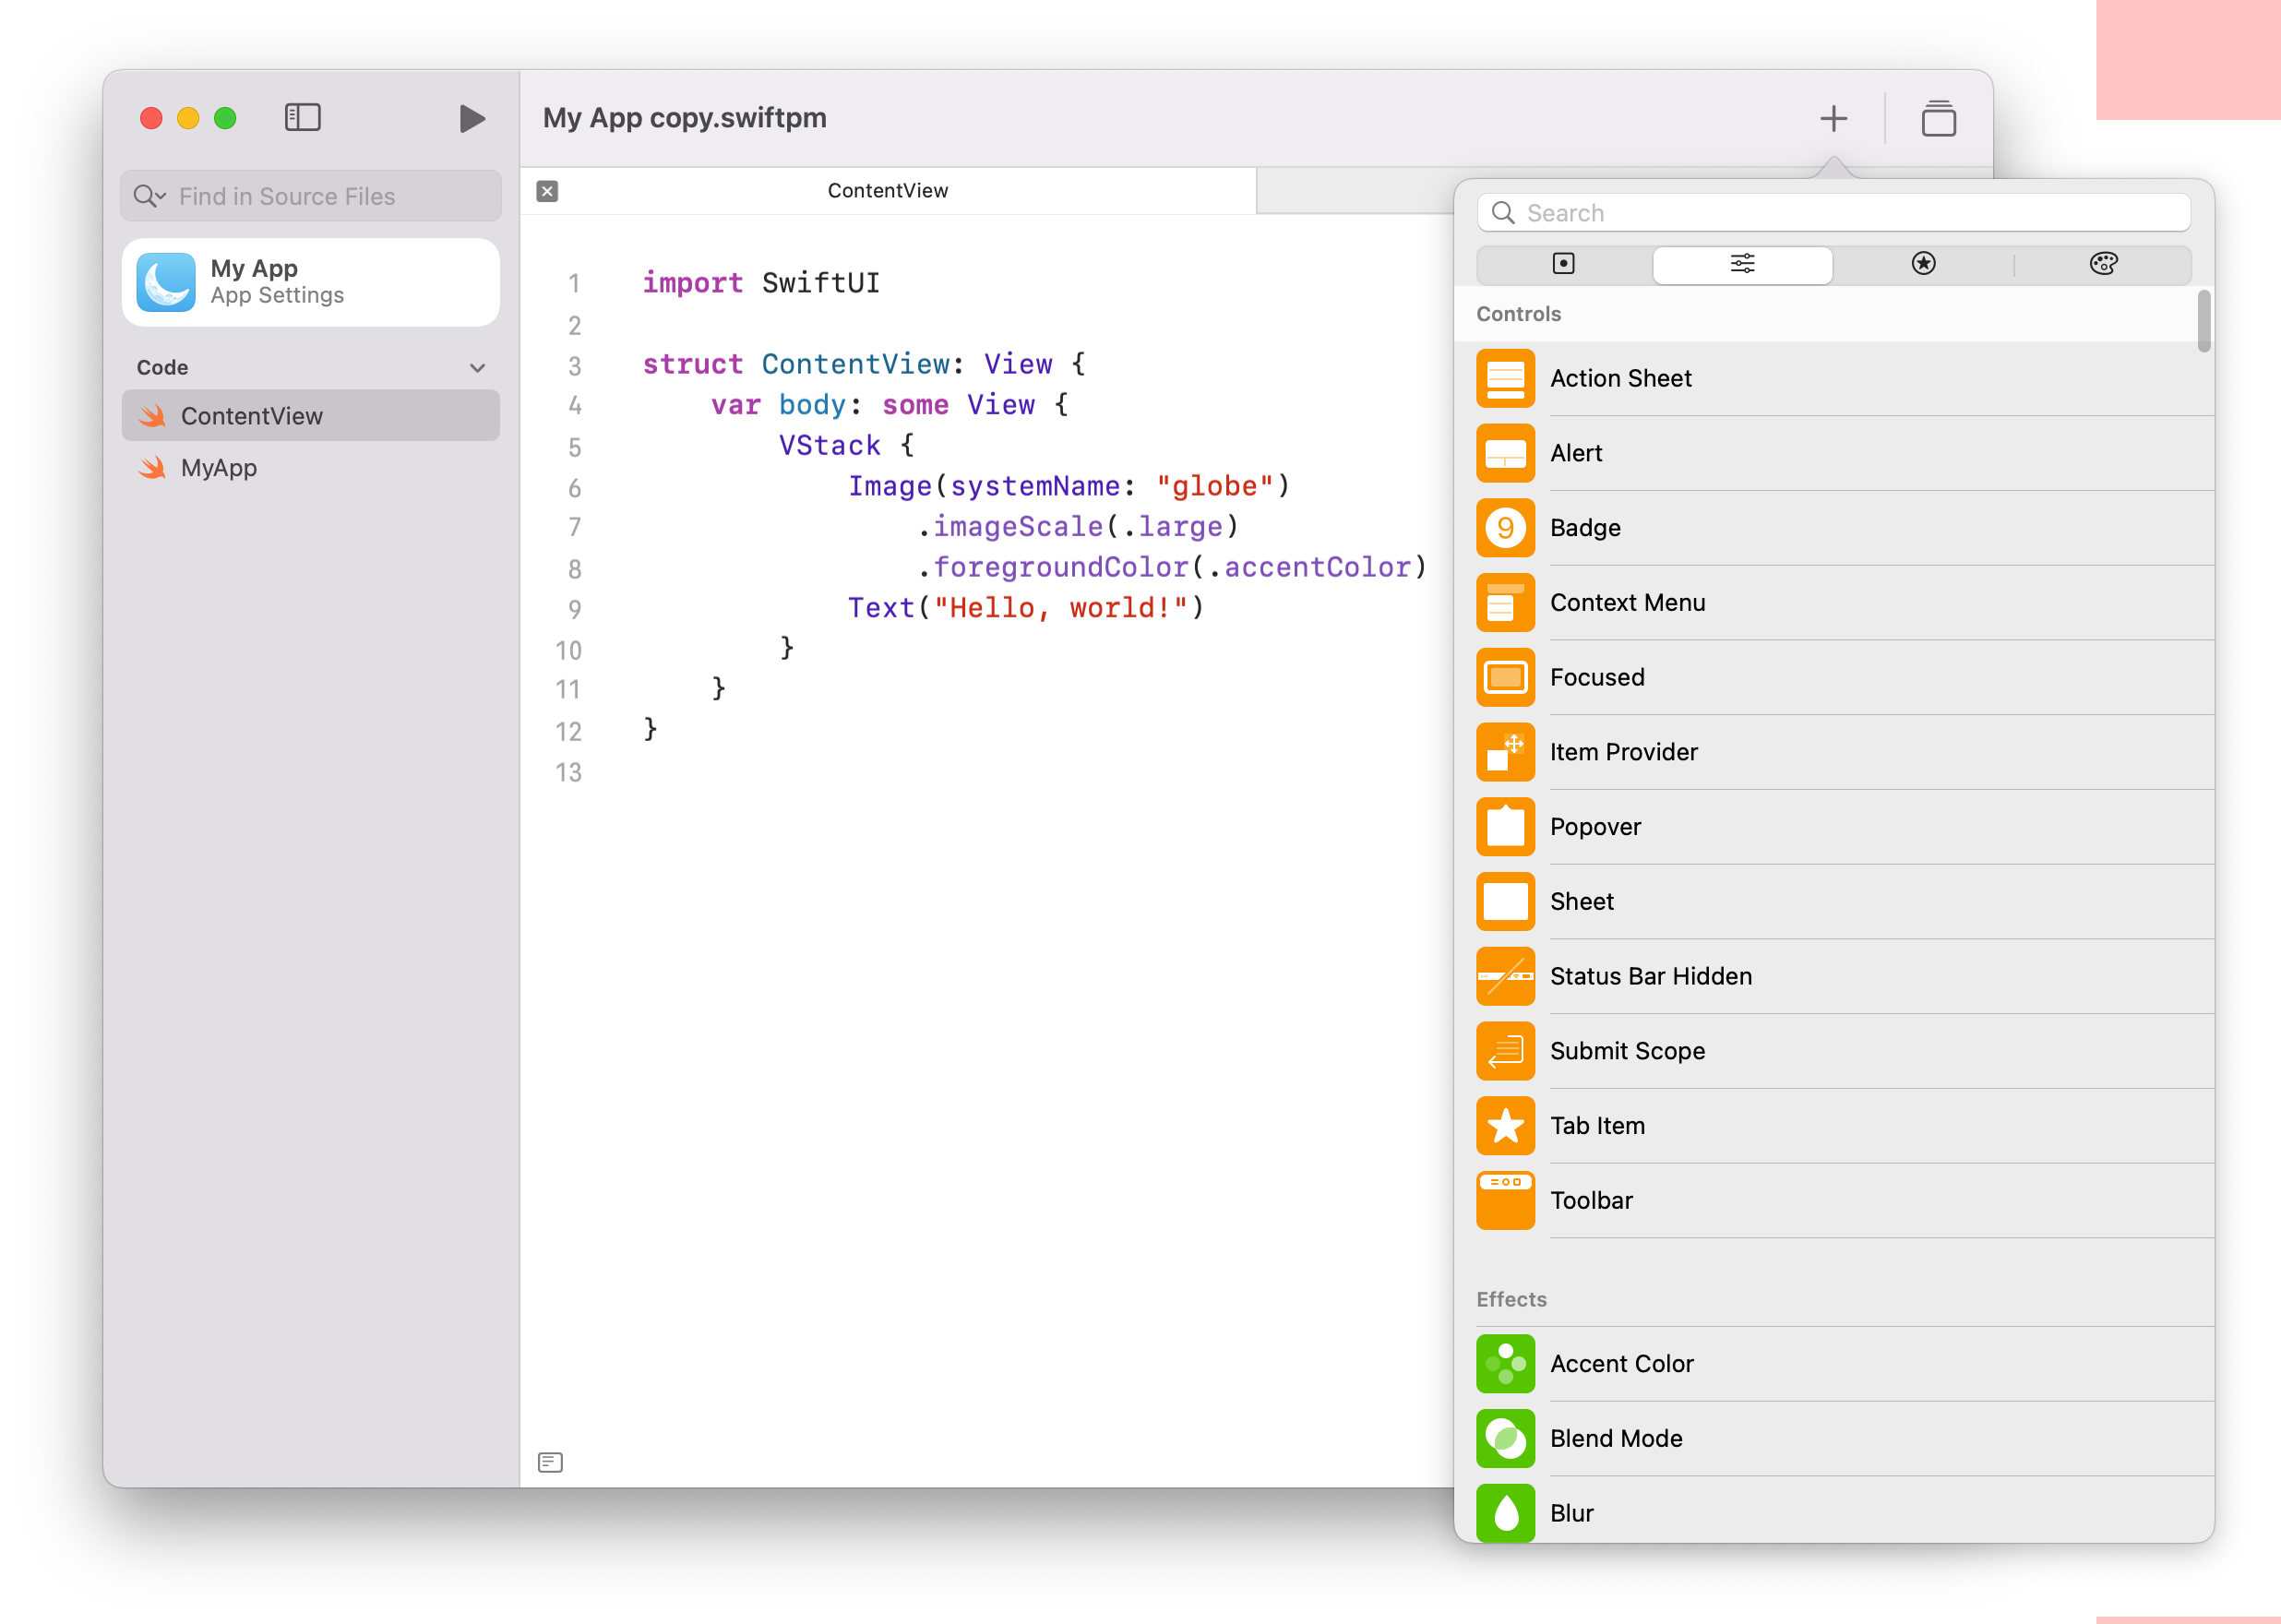 My App copy.swiftpm
Find in Source Files
My App
App Settings
Code
ContentView
MyApp
ContentView
1 import SwiftUI
2
3 struct ContentView: View {
4 var body: some View {
5 VStack {
6 Image(systemName: "globe")
7 .imageScale(.large)
8 .foregroundColor(.accentColor)
9 Text("Hello, world!")
10 }
11 }
12 }
13
Search
Controls
Action Sheet
Alert
9
Badge
Context Menu
Focused
Item Provider
Popover
Sheet
Status Bar Hidden
Submit Scope
Tab Item
Toolbar
Effects
Accent Color
Blend Mode
Blur